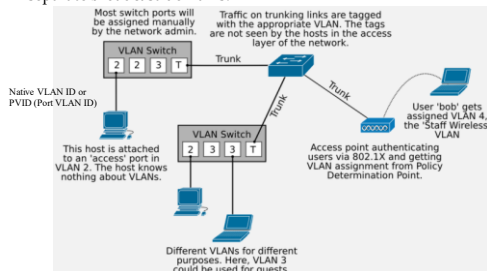 Most switch ports will
be assigned manually
by the network admin.
Traffic on trunking links are tagged
with the appropriate VLAN. The tags
are not seen by the hosts in the access
layer of the network.
VLAN Switch
2 2 3 T
Trunk
Trunk
Trunk
Native VLAN ID or
PVID (Port VLAN ID)
User 'bob' gets
assigned VLAN 4,
the 'Staff Wireless'
VLAN
VLAN Switch
2 3 3 T
This host is attached
to an 'access' port in
VLAN 2. The host knows
nothing about VLANs.
Access point authenticating
users via 802.1X and getting
VLAN assignment from Policy
Determination Point.
Different VLANs for different
purposes. Here, VLAN 3
could be used for guests